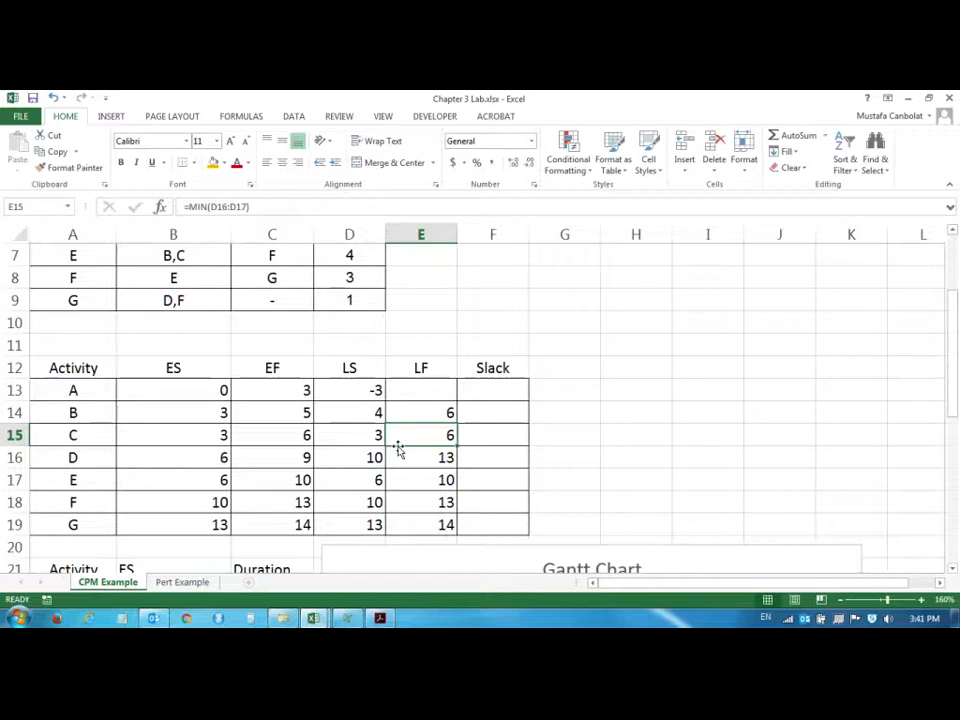 Chapter 3 Lab.xlsx - Excel
FILE HOME INSERT PAGE LAYOUT FORMULAS DATA REVIEW VIEW DEVELOPER ACROBAT Mustafa Canbolat
Cut Calibri 11 Wrap Text General AutoSum
Paste Copy Fill
Format Painter B I U A Merge & Center $ % Conditional Formatting Format as Table Cell Styles Insert Delete Format Clear Sort & Filter Find & Select
Clipboard Font Alignment Number Styles Cells Editing
E15 fx =MIN(D16:D17)
A B C D E F G H I J K L
7 E B,C F 4
8 F E G 3
9 G D,F - 1
10
11
12 Activity ES EF LS LF Slack
13 A 0 3 -3
14 B 3 5 4 6
15 C 3 6 3 6
16 D 6 9 10 13
17 E 6 10 6 10
18 F 10 13 10 13
19 G 13 14 13 14
20
21 Activity ES Duration Gantt Chart
CPM Example Pert Example
READY 160%
EN 3:41 PM